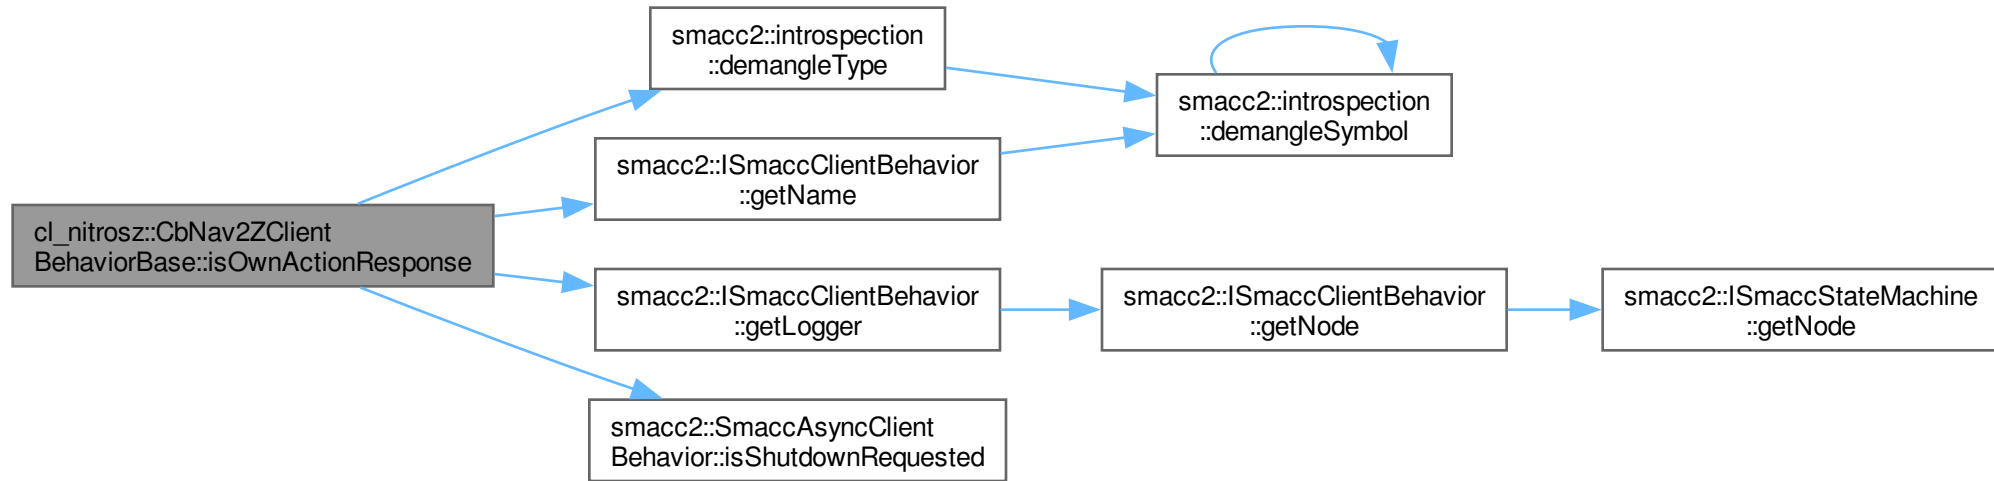 smacc2::introspection
::demangleType
smacc2::introspection
::demangleSymbol
smacc2::ISmaccClientBehavior
::getName
cl_nitrosz::CbNav2ZClient
BehaviorBase::isOwnActionResponse
smacc2::ISmaccClientBehavior
::getLogger
smacc2::ISmaccClientBehavior
::getNode
smacc2::ISmaccStateMachine
::getNode
smacc2::SmaccAsyncClient
Behavior::isShutdownRequested